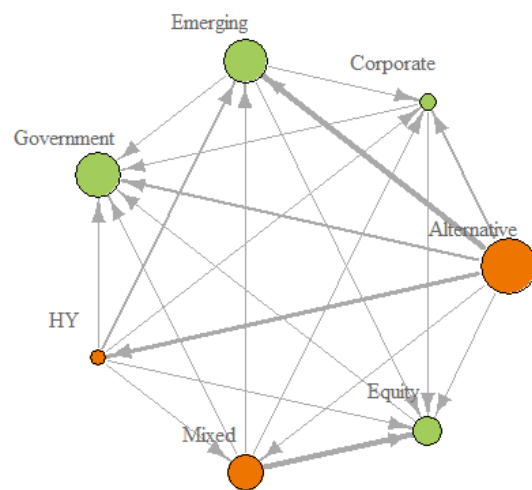 Emerging
Corporate
Government
Alternative
HY
Equity
Mixed